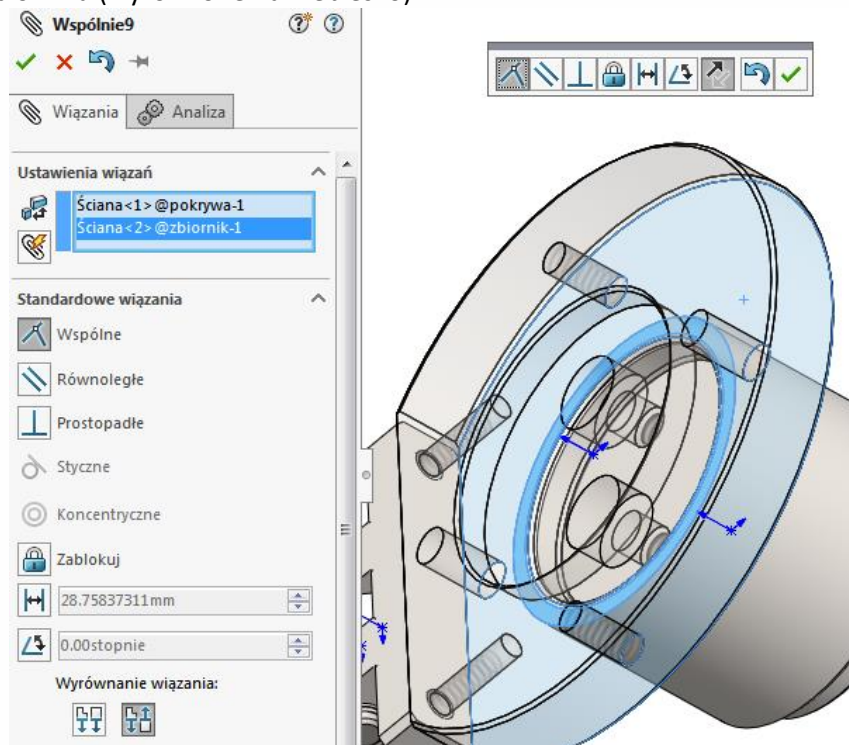 Wspólnie9
Wiązania
Analiza
Ustawienia wiązań
Ściana<1>@pokrywa-1
Ściana<2>@zbiornik-1
Standardowe wiązania
Wspólne
Równoległe
Prostopadłe
Styczne
Koncentryczne
Zablokuj
28.75837311mm
0.00stopnie
Wyrównanie wiązania: